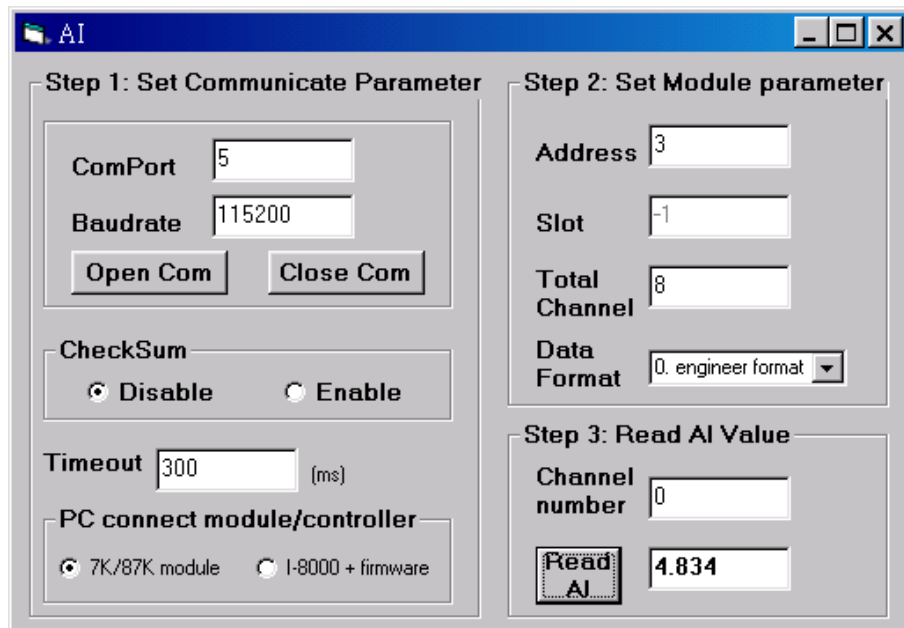 AI
Step 1: Set Communicate Parameter
ComPort 5
Baudrate 115200
Open Com Close Com
CheckSum
Disable Enable
Timeout 300 (ms)
PC connect module/controller
7K/87K module I-8000 + firmware
Step 2: Set Module parameter
Address 3
Slot -1
Total
Channel 8
Data
Format 0. engineer format
Step 3: Read AI Value
Channel
number 0
Read
AI 4.834